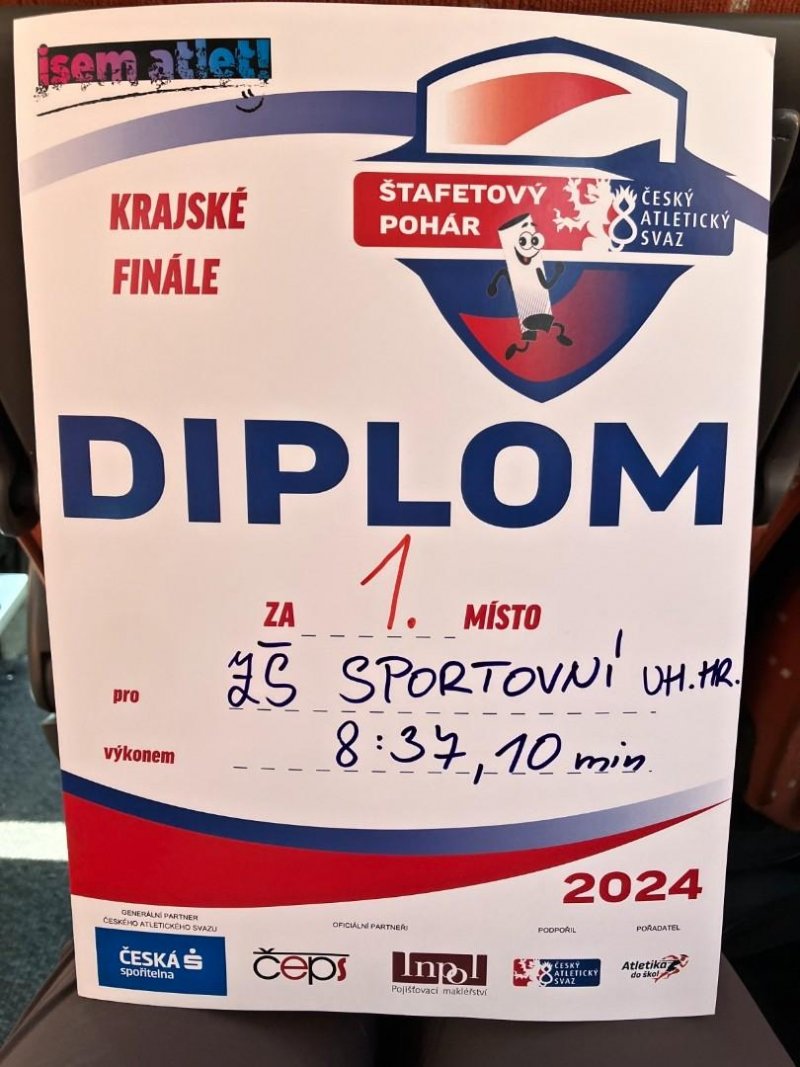 jsem atlet!
KRAJSKÉ
FINÁLE
ŠTAFETOVÝ
POHÁR
ČESKÝ
ATLETICKÝ
SVAZ
DIPLOM
ZA 1. MÍSTO
pro ZŠ SPORTOVNÍ UH.HR.
výkonem 8:37,10 min
2024
GENERÁLNÍ PARTNER
ČESKÉHO ATLETICKÉHO SVAZU
OFICIÁLNÍ PARTNEŘI
PODPOŘIL
POŘADATEL
ČESKÁ
spořitelna
čeps
Inpol
Pojišťovací makléřství
ČESKÝ
ATLETICKÝ
SVAZ
Atletika
do škol